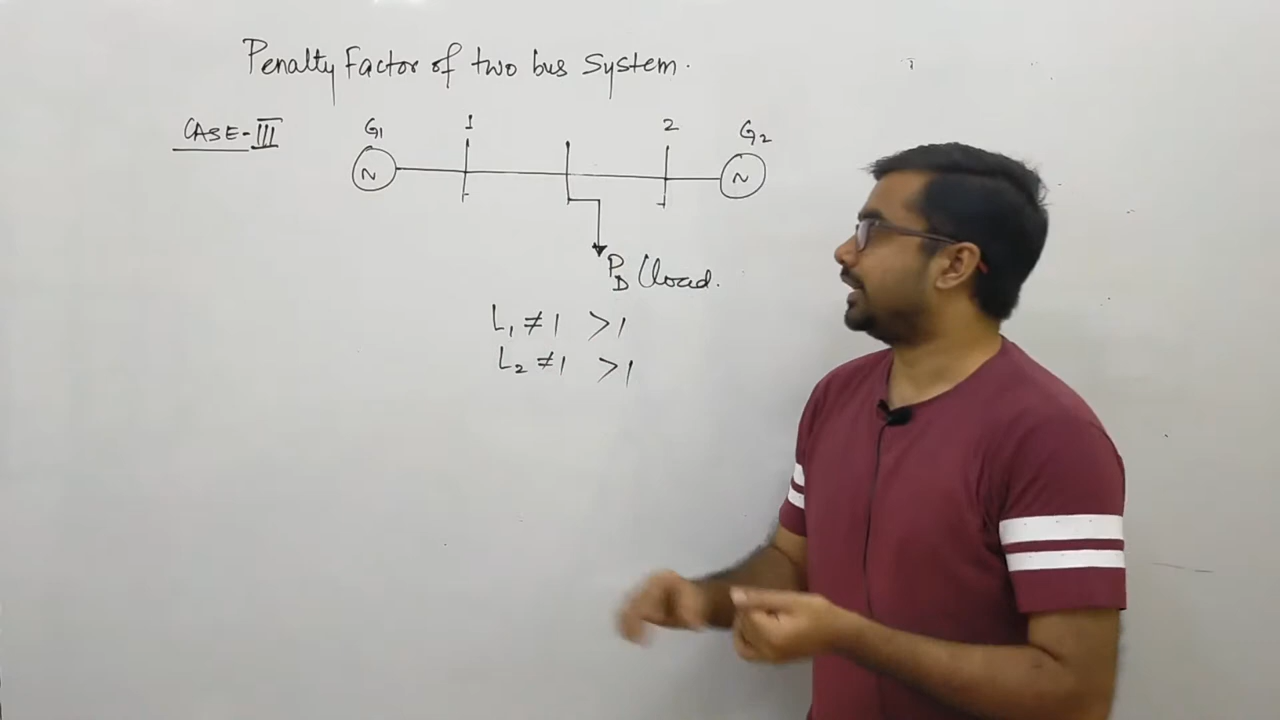 Penalty Factor of two bus System.
CASE-III
G1 1 2 G2
~ ~
PD (load.
L1 ≠ 1 > 1
L2 ≠ 1 > 1